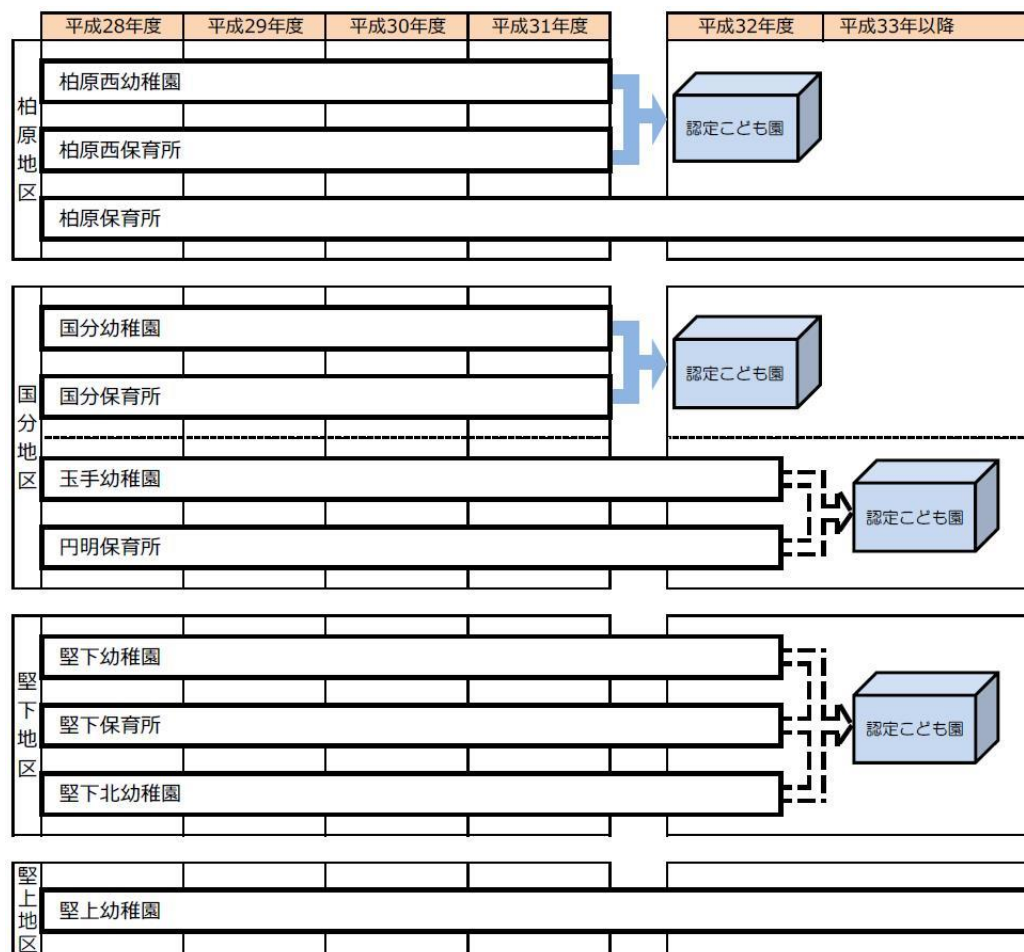 平成28年度 平成29年度 平成30年度 平成31年度 平成32年度 平成33年以降
柏原地区
柏原西幼稚園
柏原西保育所
認定こども園
柏原保育所
国分地区
国分幼稚園
国分保育所
認定こども園
玉手幼稚園
円明保育所
認定こども園
堅下地区
堅下幼稚園
堅下保育所
堅下北幼稚園
認定こども園
堅上地区
堅上幼稚園